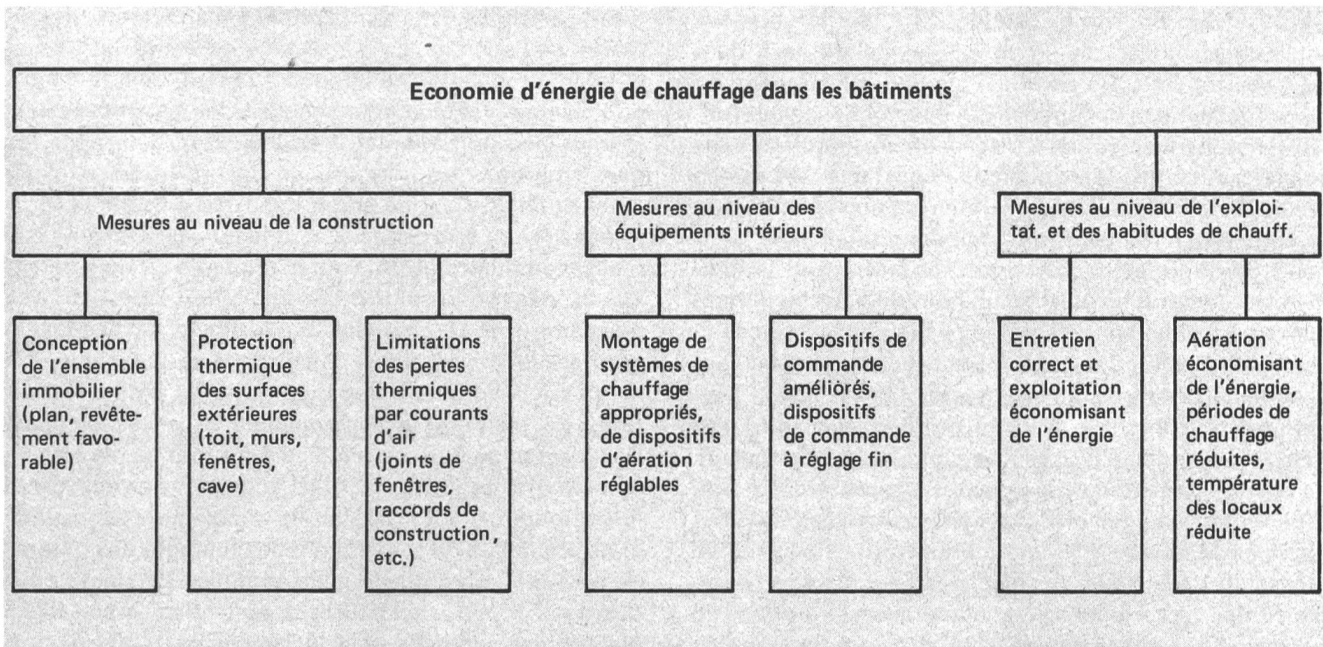 Economie d'énergie de chauffage dans les bâtiments
Mesures au niveau de la construction
Mesures au niveau des
équipements intérieurs
Mesures au niveau de l'exploi-
tat. et des habitudes de chauff.
Conception
de l'ensemble
immobilier
(plan, revête-
ment favo-
rable)
Protection
thermique
des surfaces
extérieures
(toit, murs,
fenêtres,
cave)
Limitations
des pertes
thermiques
par courants
d'air
(joints de
fenêtres,
raccords de
construction,
etc.)
Montage de
systèmes de
chauffage
appropriés,
de dispositifs
d'aération
réglables
Dispositifs de
commande
améliorés,
dispositifs
de commande
à réglage fin
Entretien
correct et
exploitation
économisant
de l'énergie
Aération
économisant
de l'énergie,
périodes de
chauffage
réduites,
température
des locaux
réduite